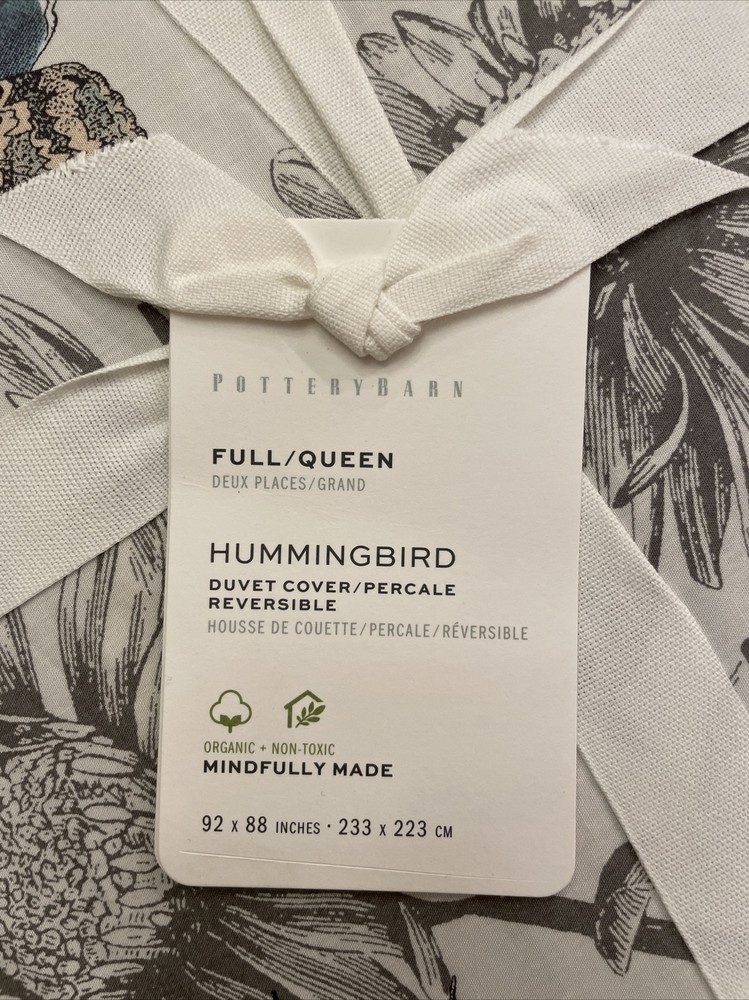 POTTERYBARN
FULL/QUEEN
DEUX PLACES/GRAND
HUMMINGBIRD
DUVET COVER/PERCALE
REVERSIBLE
HOUSSE DE COUETTE/PERCALE/RÉVERSIBLE
ORGANIC + NON-TOXIC
MINDFULLY MADE
92 x 88 INCHES · 233 x 223 CM